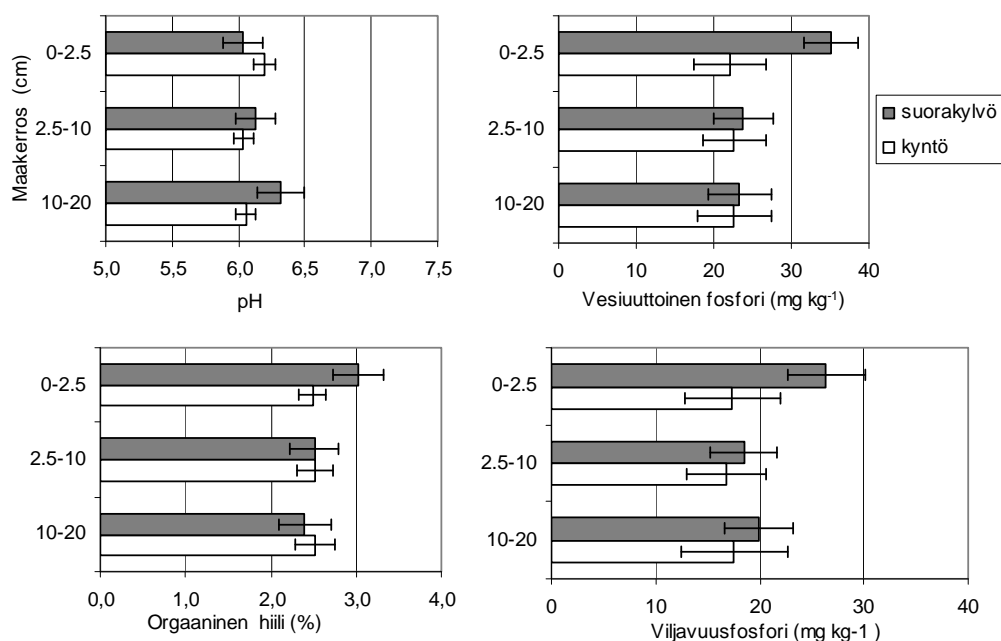 Maakerros (cm)
0-2.5
2.5-10
10-20
5,0 5,5 6,0 6,5 7,0 7,5
pH
0-2.5
2.5-10
10-20
0 10 20 30 40
Vesiuuttoinen fosfori (mg kg-1)
suorakylvö
kyntö
0-2.5
2.5-10
10-20
0,0 1,0 2,0 3,0 4,0
Orgaaninen hiili (%)
0-2.5
2.5-10
10-20
0 10 20 30 40
Viljavuusfosfori (mg kg-1 )